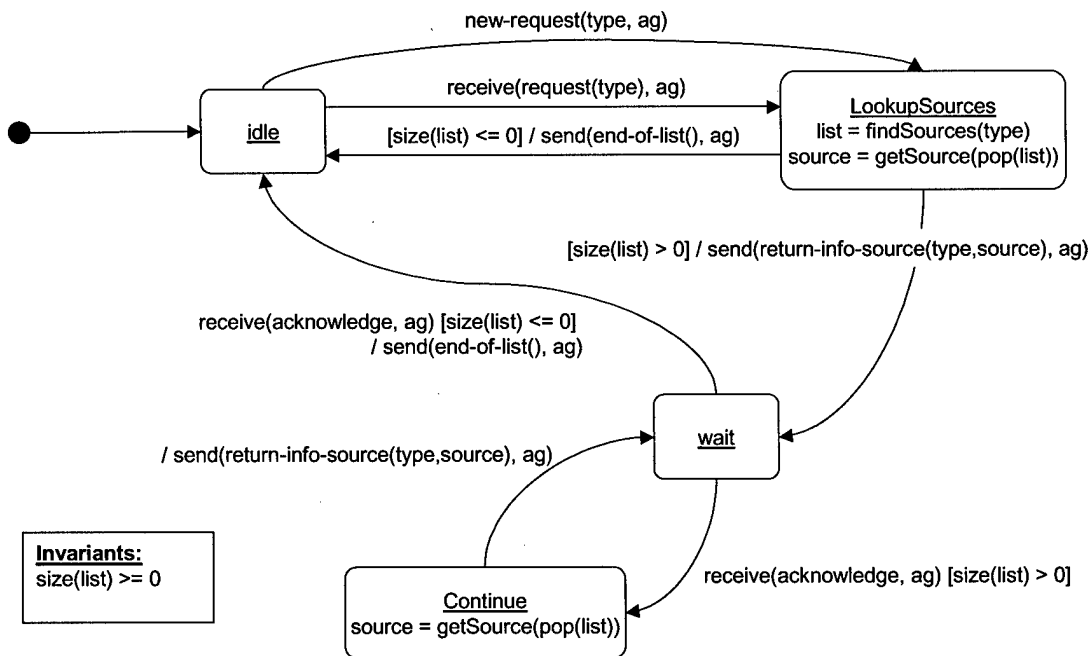 new-request(type, ag)
receive(request(type), ag)
idle
LookupSources
list = findSources(type)
source = getSource(pop(list))
[size(list) <= 0] / send(end-of-list(), ag)
[size(list) > 0] / send(return-info-source(type,source), ag)
receive(acknowledge, ag) [size(list) <= 0]
/ send(end-of-list(), ag)
wait
/ send(return-info-source(type,source), ag)
Invariants:
size(list) >= 0
receive(acknowledge, ag) [size(list) > 0]
Continue
source = getSource(pop(list))